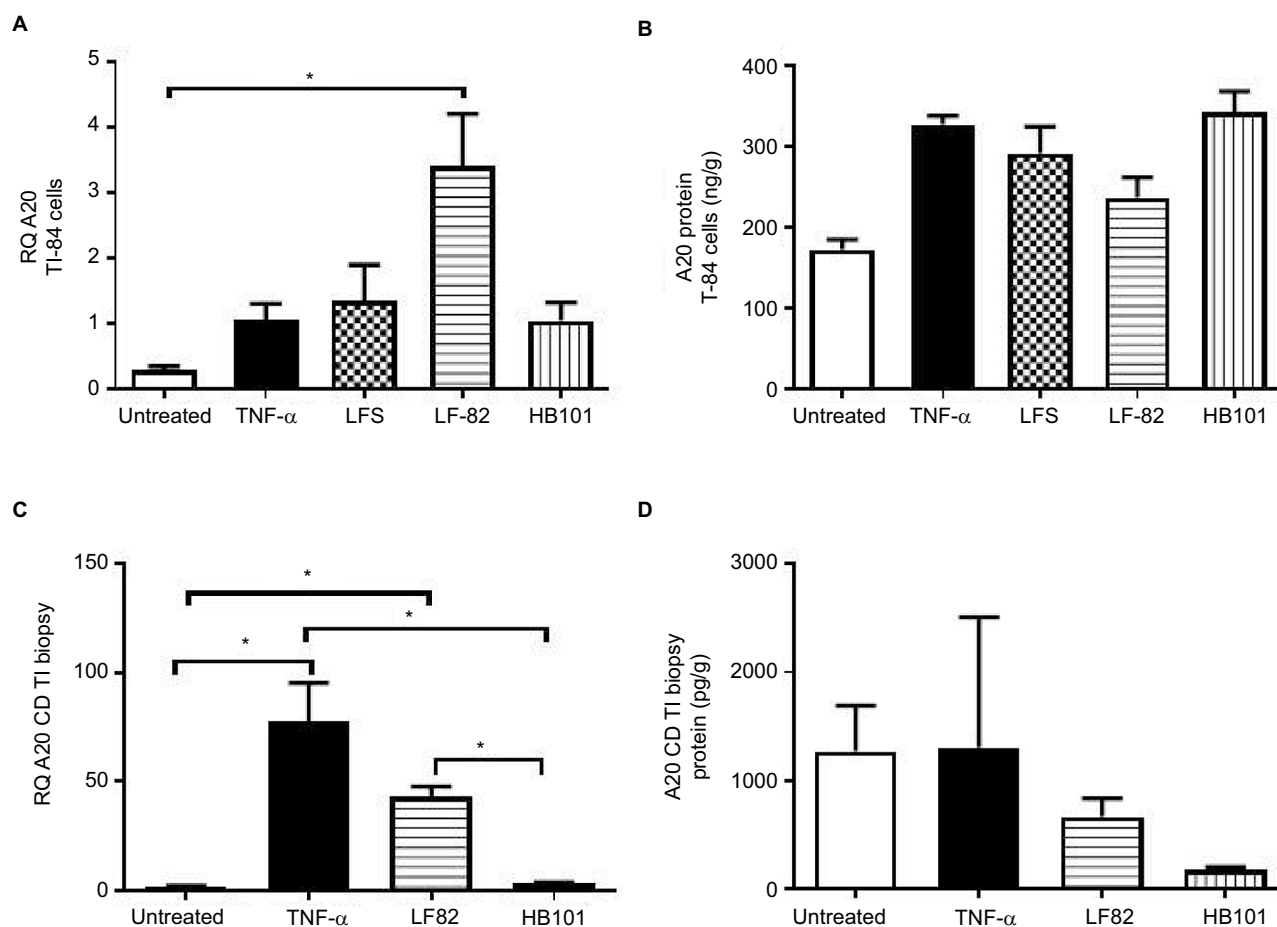 A
RQ A20
TI-84 cells
5
4
3
2
1
0
*
Untreated TNF-α LFS LF-82 HB101
B
A20 protein
T-84 cells (ng/g)
400
300
200
100
0
Untreated TNF-α LFS LF-82 HB101
C
RQ A20 CD TI biopsy
150
100
50
0
*
*
*
*
Untreated TNF-α LF82 HB101
D
A20 CD TI biopsy
protein (pg/g)
3000
2000
1000
0
Untreated TNF-α LF82 HB101